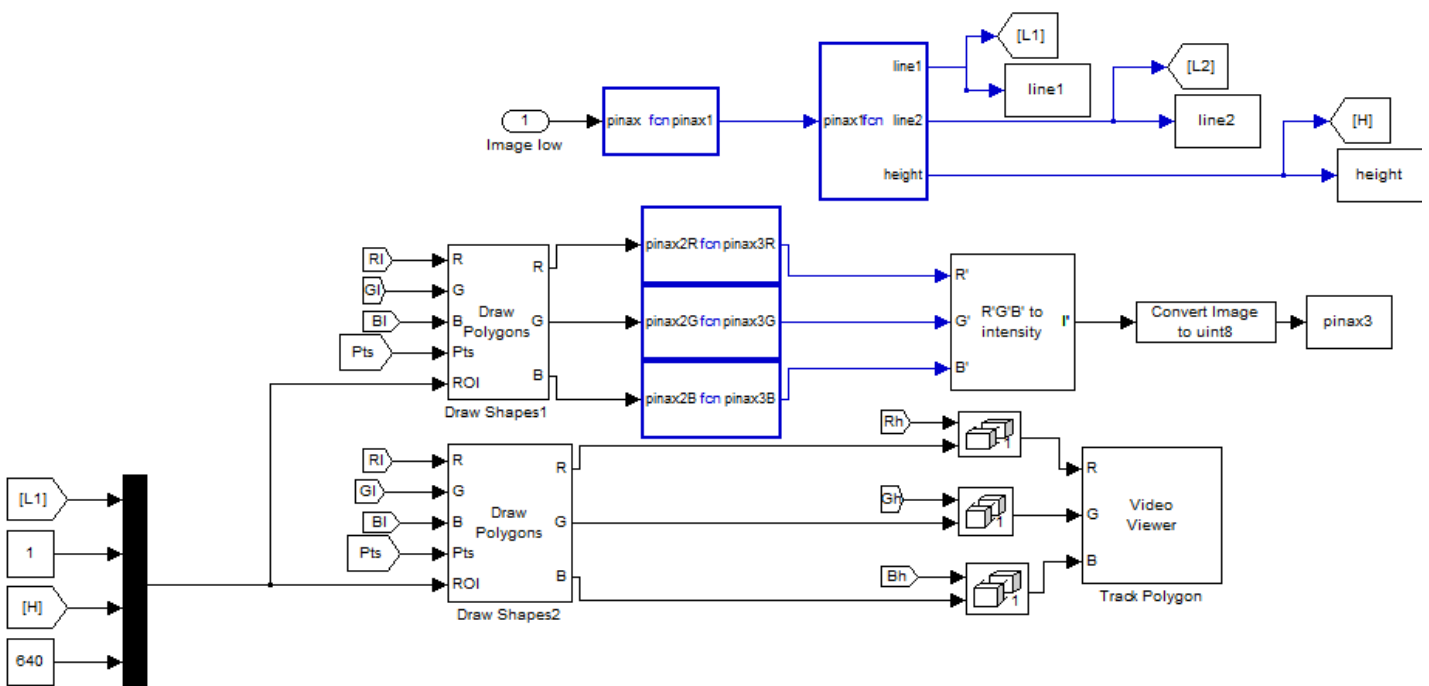 [L1]
line1
[L2]
line2
[H]
height
1
Image low
pinax fcn pinax1
line1
pinax1 fcn line2
height
RI
GI
BI
Pts
R
G
B
Pts
ROI
Draw
Polygons
R
G
B
Draw Shapes1
pinax2R fcn pinax3R
pinax2G fcn pinax3G
pinax2B fcn pinax3B
R'
G'
B'
R'G'B' to
intensity
I'
Convert Image
to uint8
pinax3
[L1]
1
[H]
640
RI
GI
BI
Pts
R
G
B
Pts
ROI
Draw
Polygons
R
G
B
Draw Shapes2
Rh
1
Gh
1
Bh
1
R
G
B
Video
Viewer
Track Polygon